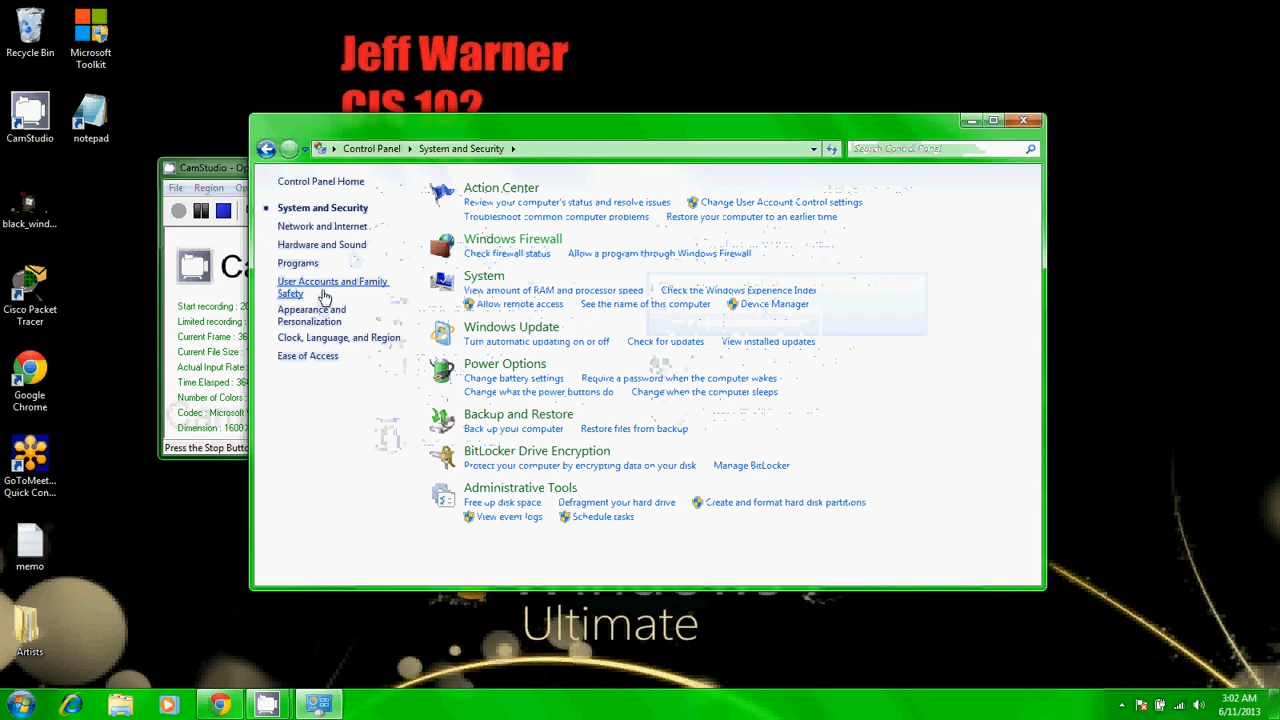 Recycle Bin
Microsoft
Toolkit
Jeff Warner
CIS 102
CamStudio
notepad
CamStudio - Op
File Region Op
Control Panel System and Security
Search Control Panel
Control Panel Home
System and Security
Network and Internet
Hardware and Sound
Programs
User Accounts and Family
Safety
Appearance and
Personalization
Clock, Language, and Region
Ease of Access
Action Center
Review your computer's status and resolve issues Change User Account Control settings
Troubleshoot common computer problems Restore your computer to an earlier time
Windows Firewall
Check firewall status Allow a program through Windows Firewall
System
View amount of RAM and processor speed Check the Windows Experience Index
Allow remote access See the name of this computer Device Manager
Windows Update
Turn automatic updating on or off Check for updates View installed updates
Power Options
Change battery settings Require a password when the computer wakes
Change what the power buttons do Change when the computer sleeps
Backup and Restore
Back up your computer Restore files from backup
BitLocker Drive Encryption
Protect your computer by encrypting data on your disk Manage BitLocker
Administrative Tools
Free up disk space Defragment your hard drive Create and format hard disk partitions
View event logs Schedule tasks
black_wind...
Cisco Packet
Tracer
Google
Chrome
GoToMeet...
Quick Con...
memo
Artists
Start recording : 20
Limited recording :
Current Frame : 36
Current File Size :
Actual Input Rate :
Time Elasped : 36
Number of Colors :
Codec : Microsoft V
Dimension : 1600 X
Press the Stop Butto
Ultimate
3:02 AM
6/11/2013